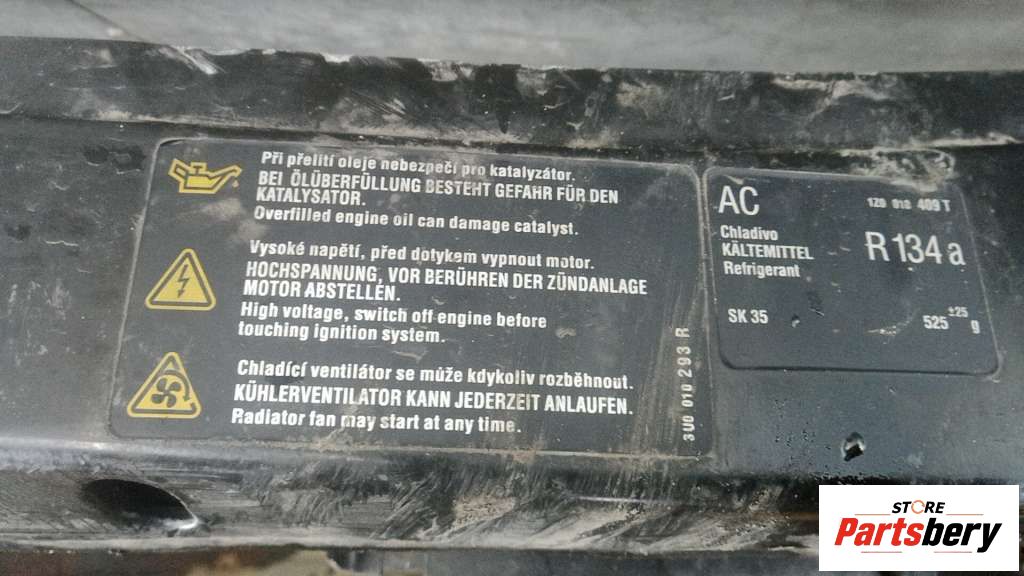 Při přelití oleje nebezpečí pro katalyzátor.
BEI ÖLÜBERFÜLLUNG BESTEHT GEFAHR FÜR DEN
KATALYSATOR.
Overfilled engine oil can damage catalyst.
Vysoké napětí, před dotykem vypnout motor.
HOCHSPANNUNG, VOR BERÜHREN DER ZÜNDANLAGE
MOTOR ABSTELLEN.
High voltage, switch off engine before
touching ignition system.
Chladící ventilátor se může kdykoliv rozběhnout.
KÜHLERVENTILATOR KANN JEDERZEIT ANLAUFEN.
Radiator fan may start at any time.
3U0 010 293 R
AC
1Z0 010 409 T
Chladivo
KÄLTEMITTEL
Refrigerant
R 134 a
SK 35
525 ±25 g
STORE
Partsbery